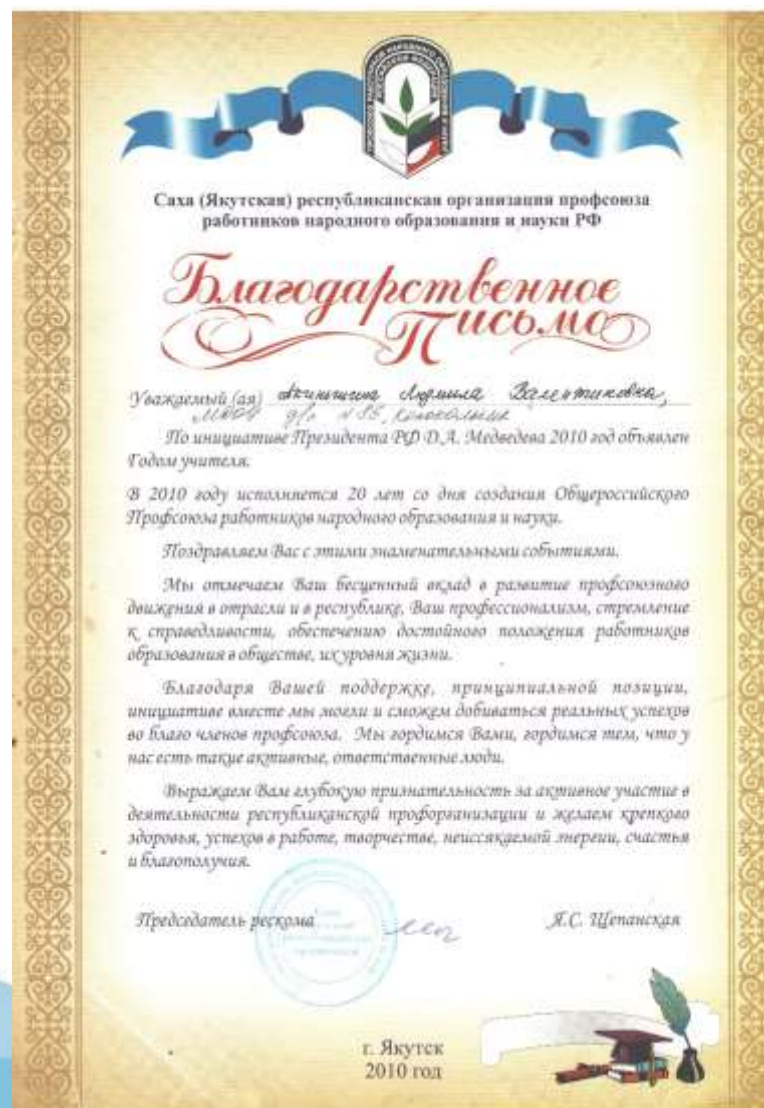 Саха (Якутская) республиканская организация профсоюза
работников народного образования и науки РФ
Благодарственное
Письмо
Уважаемый (ая) Людмила Валентиновна,
По инициативе Президента РФ Д.А. Медведева 2010 год объявлен
Годом учителя.
В 2010 году исполняется 20 лет со дня создания Общероссийского
Профсоюза работников народного образования и науки.
Поздравляем Вас с этими знаменательными событиями.
Мы отмечаем Ваш бесценный вклад в развитие профсоюзного
движения в отрасли и в республике, Ваш профессионализм, стремление
к справедливости, обеспечению достойного положения работников
образования в обществе, их уровня жизни.
Благодаря Вашей поддержке, принципиальной позиции,
инициативе вместе мы могли и сможем добиваться реальных успехов
во благо членов профсоюза. Мы гордимся Вами, гордимся тем, что у
нас есть такие активные, ответственные люди.
Выражаем Вам глубокую признательность за активное участие в
деятельности республиканской профорганизации и желаем крепкого
здоровья, успехов в работе, творчестве, неиссякаемой энергии, счастья
и благополучия.
Председатель рескома Щепанская
г. Якутск
2010 год